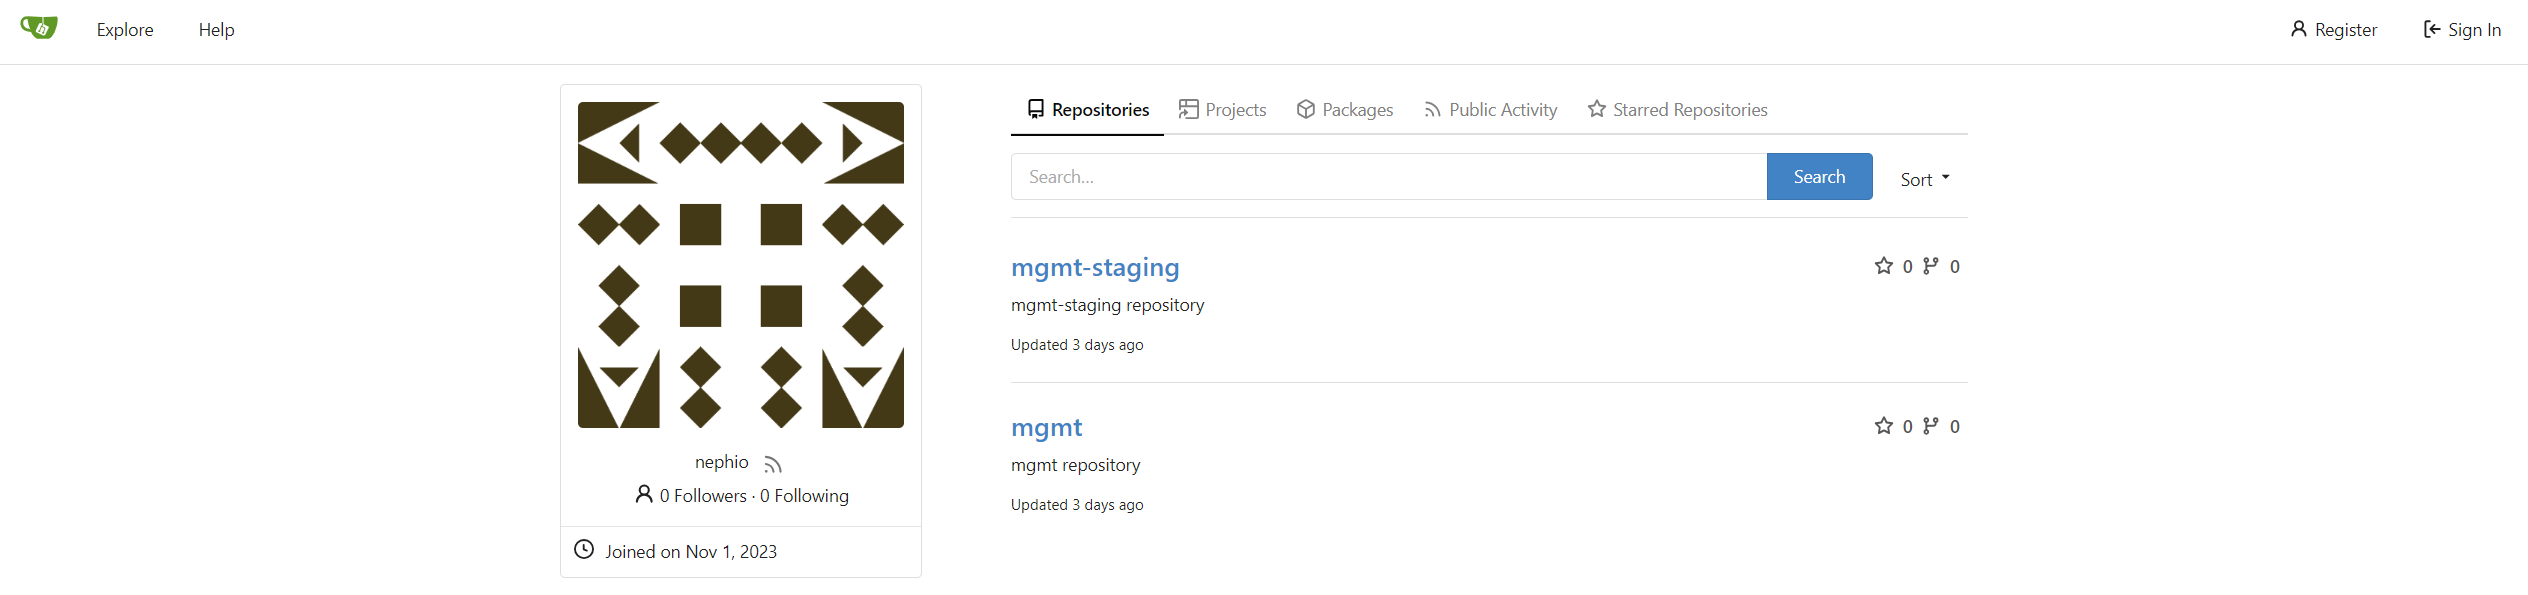 Explore Help Register Sign In
Repositories Projects Packages Public Activity Starred Repositories
Search... Search Sort
mgmt-staging 0 0
mgmt-staging repository
Updated 3 days ago
mgmt 0 0
mgmt repository
Updated 3 days ago
nephio
0 Followers · 0 Following
Joined on Nov 1, 2023